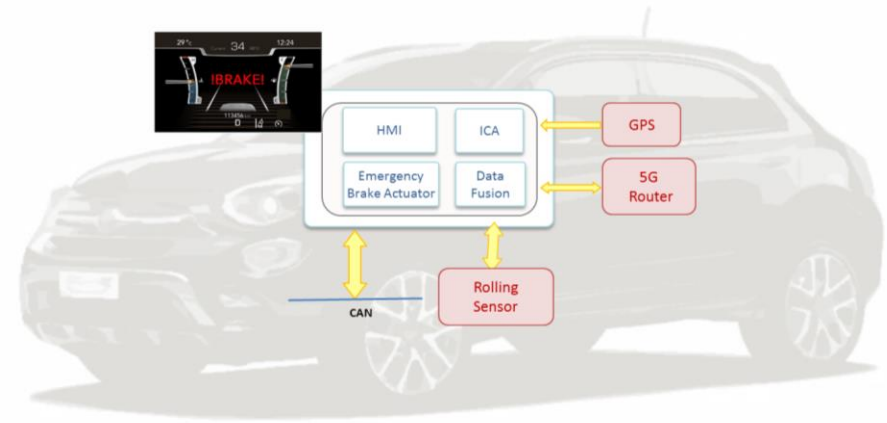 29°c 34 12:24
!BRAKE!
HMI
ICA
GPS
Emergency
Brake Actuator
Data
Fusion
5G
Router
Rolling
Sensor
CAN